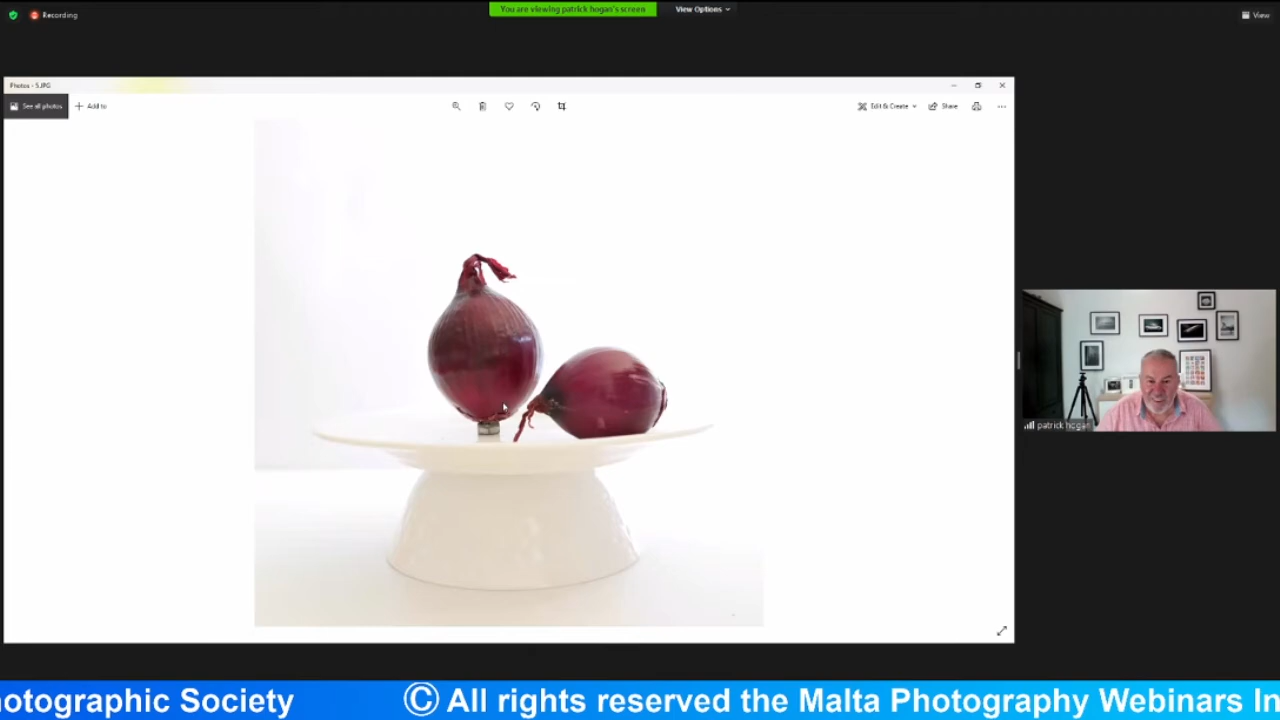 Recording
You are viewing patrick hogan's screen
View Options
View
Photos - 5.JPG
See all photos
Add to
Edit & Create
Share
patrick hogan
otographic Society
© All rights reserved the Malta Photography Webinars In